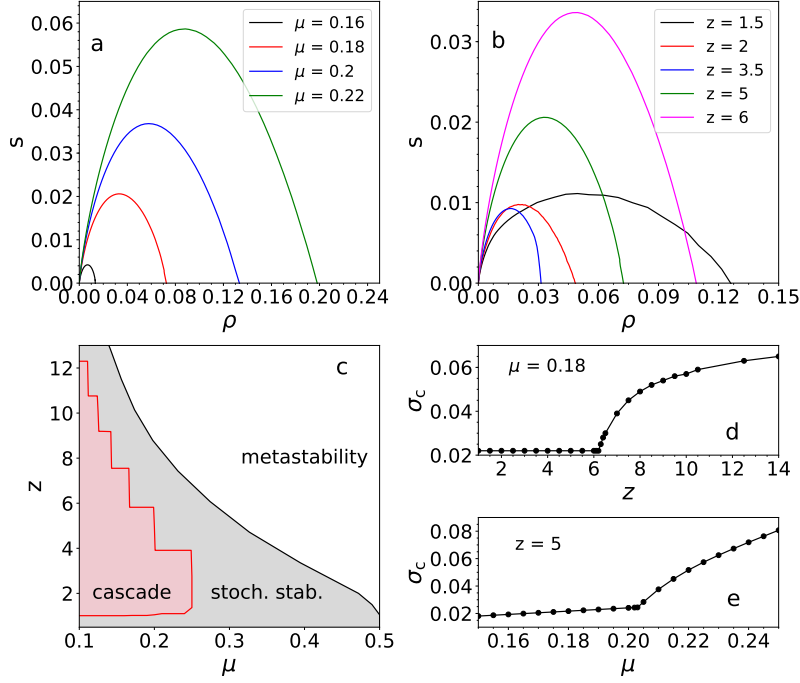 a
μ = 0.16
μ = 0.18
μ = 0.2
μ = 0.22
s
0.06
0.05
0.04
0.03
0.02
0.01
0.00
0.00 0.04 0.08 0.12 0.16 0.20 0.24
ρ
b
z = 1.5
z = 2
z = 3.5
z = 5
z = 6
s
0.03
0.02
0.01
0.00
0.00 0.03 0.06 0.09 0.12 0.15
ρ
c
metastability
cascade
stoch. stab.
z
12
10
8
6
4
2
0.1 0.2 0.3 0.4 0.5
μ
μ = 0.18
d
σc
0.06
0.04
0.02
2 4 6 8 10 12 14
z
z = 5
e
σc
0.08
0.06
0.04
0.02
0.16 0.18 0.20 0.22 0.24
μ